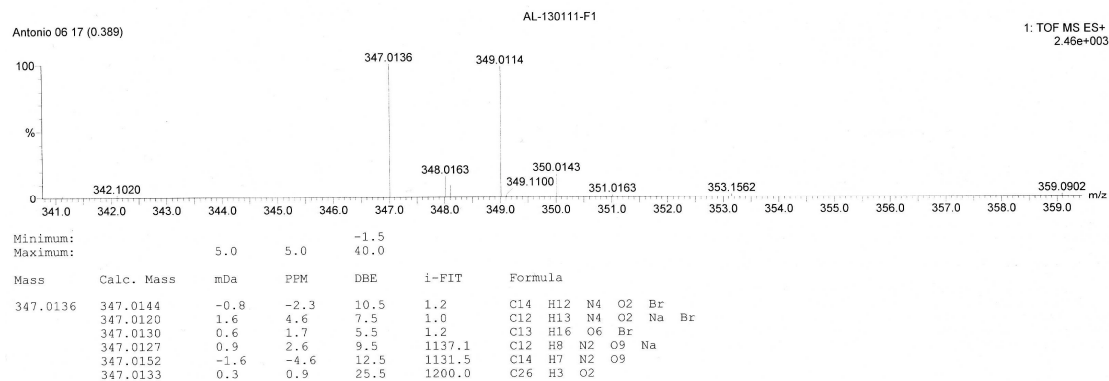 AL-130111-F1
Antonio 06 17 (0.389)
1: TOF MS ES+
2.46e+003
100
347.0136
349.0114
%
348.0163
350.0143
342.1020
349.1100
351.0163
353.1562
359.0902
0
m/z
341.0 342.0 343.0 344.0 345.0 346.0 347.0 348.0 349.0 350.0 351.0 352.0 353.0 354.0 355.0 356.0 357.0 358.0 359.0
Minimum: -1.5
Maximum: 5.0 5.0 40.0
Mass Calc. Mass mDa PPM DBE i-FIT Formula
347.0136 347.0144 -0.8 -2.3 10.5 1.2 C14 H12 N4 O2 Br
347.0120 1.6 4.6 7.5 1.0 C12 H13 N4 O2 Na Br
347.0130 0.6 1.7 5.5 1.2 C13 H16 O6 Br
347.0127 0.9 2.6 9.5 1137.1 C12 H8 N2 O9 Na
347.0152 -1.6 -4.6 12.5 1131.5 C14 H7 N2 O9
347.0133 0.3 0.9 25.5 1200.0 C26 H3 O2